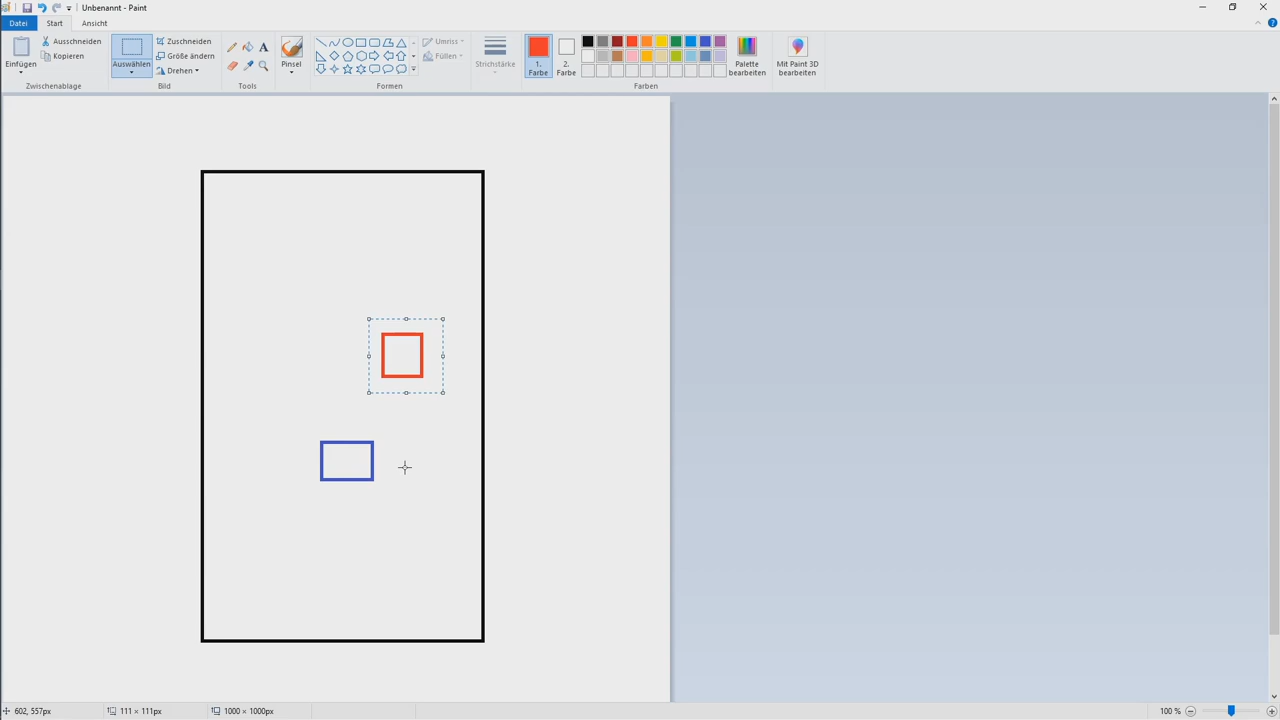 Unbenannt - Paint
Datei Start Ansicht
Einfügen
Ausschneiden
Kopieren
Zwischenablage
Auswählen
Zuschneiden
Größe ändern
Drehen
Bild
A
Tools
Pinsel
Formen
Umriss
Füllen
Strichstärke
1.
Farbe
2.
Farbe
Farben
Palette
bearbeiten
Mit Paint 3D
bearbeiten
602, 557px 111 × 111px 1000 × 1000px 100 %